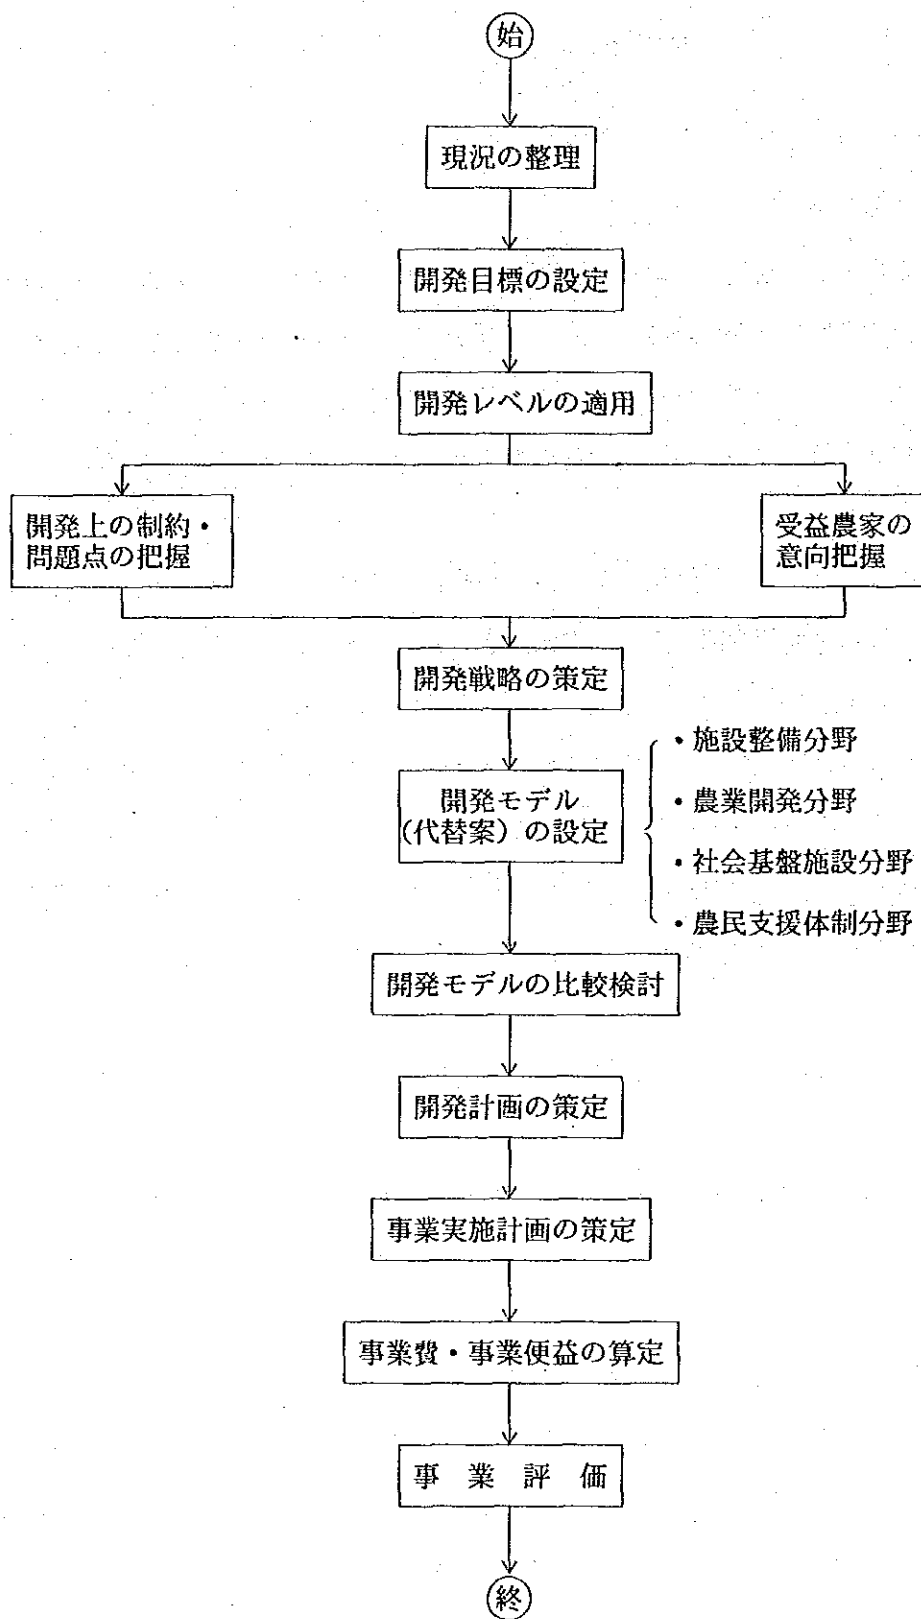 始
現況の整理
開発目標の設定
開発レベルの適用
開発上の制約・
問題点の把握
受益農家の
意向把握
開発戦略の策定
開発モデル
(代替案)の設定
・施設整備分野
・農業開発分野
・社会基盤施設分野
・農民支援体制分野
開発モデルの比較検討
開発計画の策定
事業実施計画の策定
事業費・事業便益の算定
事 業 評 価
終